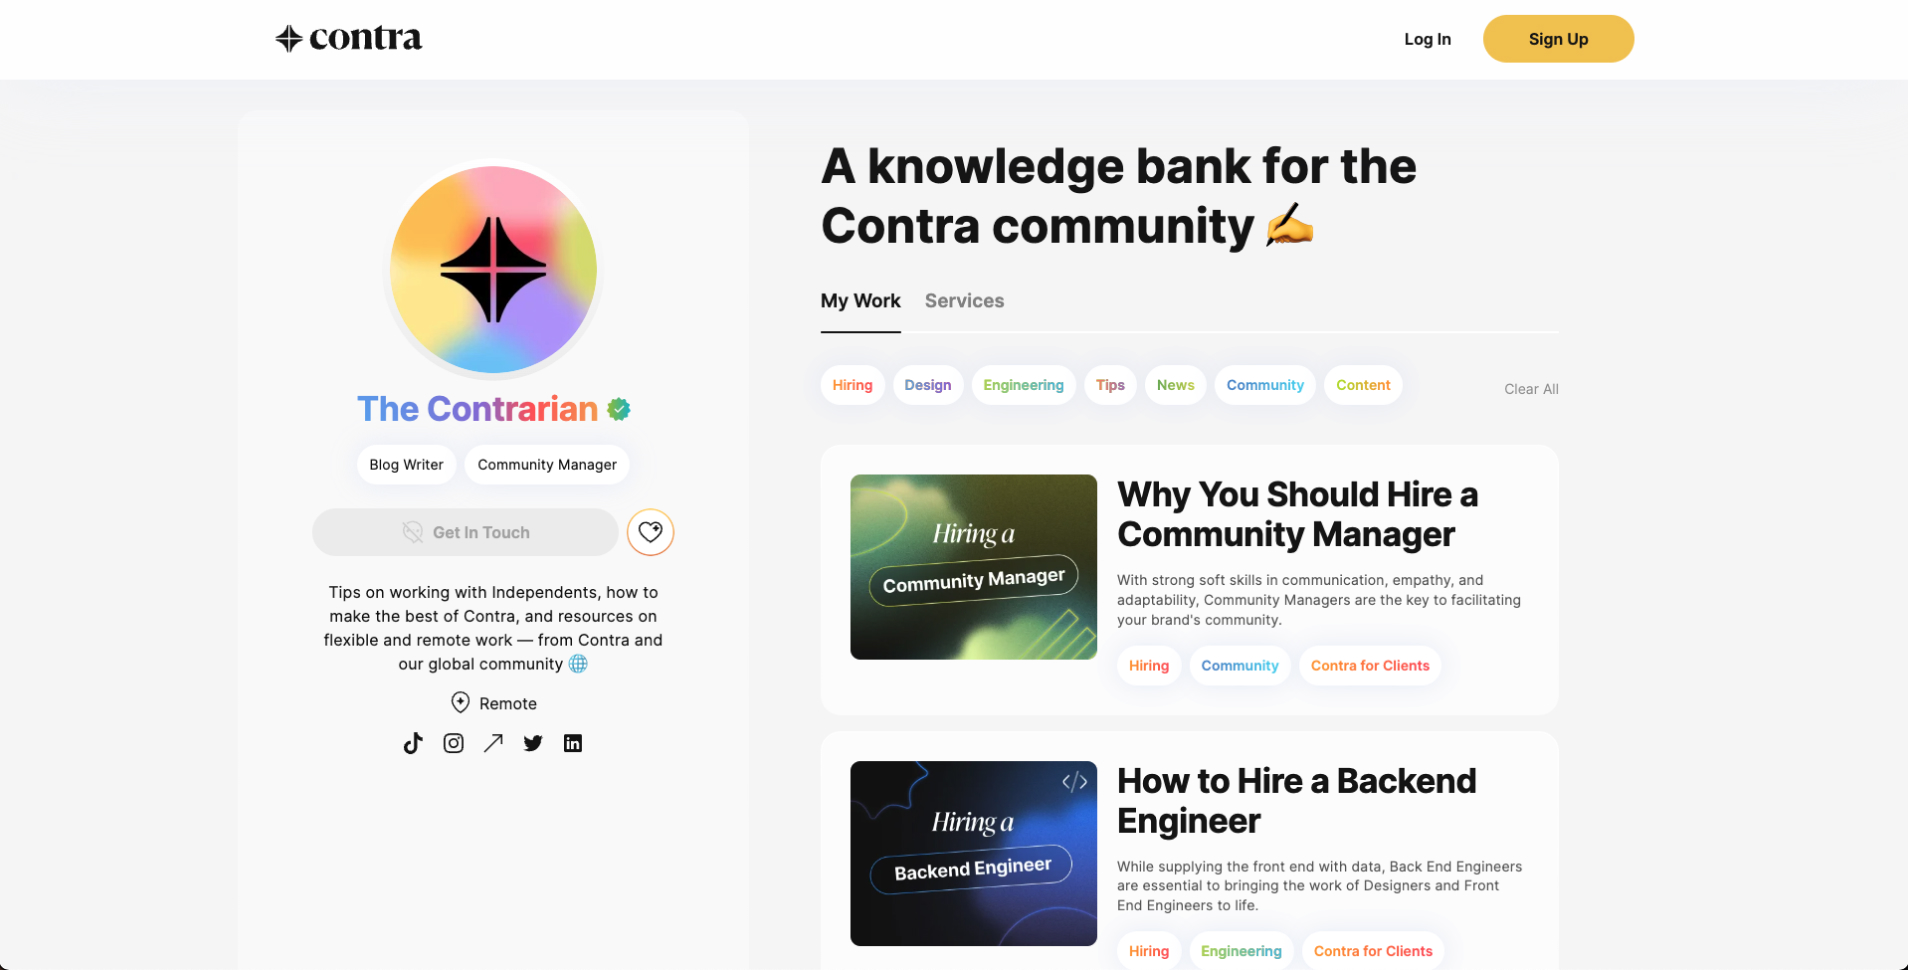 contra
Log In
Sign Up
The Contrarian
Blog Writer
Community Manager
Get In Touch
Tips on working with Independents, how to
make the best of Contra, and resources on
flexible and remote work — from Contra and
our global community 🌐
Remote
A knowledge bank for the
Contra community ✍️
My Work
Services
Hiring
Design
Engineering
Tips
News
Community
Content
Clear All
Hiring a
Community Manager
Why You Should Hire a
Community Manager
With strong soft skills in communication, empathy, and
adaptability, Community Managers are the key to facilitating
your brand's community.
Hiring
Community
Contra for Clients
Hiring a
Backend Engineer
How to Hire a Backend
Engineer
While supplying the front end with data, Back End Engineers
are essential to bringing the work of Designers and Front
End Engineers to life.
Hiring
Engineering
Contra for Clients